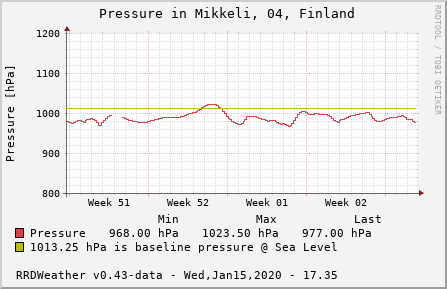 Pressure in Mikkeli, 04, Finland
RRDTOOL / TOBI OETIKER
Pressure [hPa]
1200
1100
1000
900
800
Week 51 Week 52 Week 01 Week 02
Min Max Last
Pressure 968.00 hPa 1023.50 hPa 977.00 hPa
1013.25 hPa is baseline pressure @ Sea Level
RRDWeather v0.43-data - Wed,Jan15,2020 - 17.35